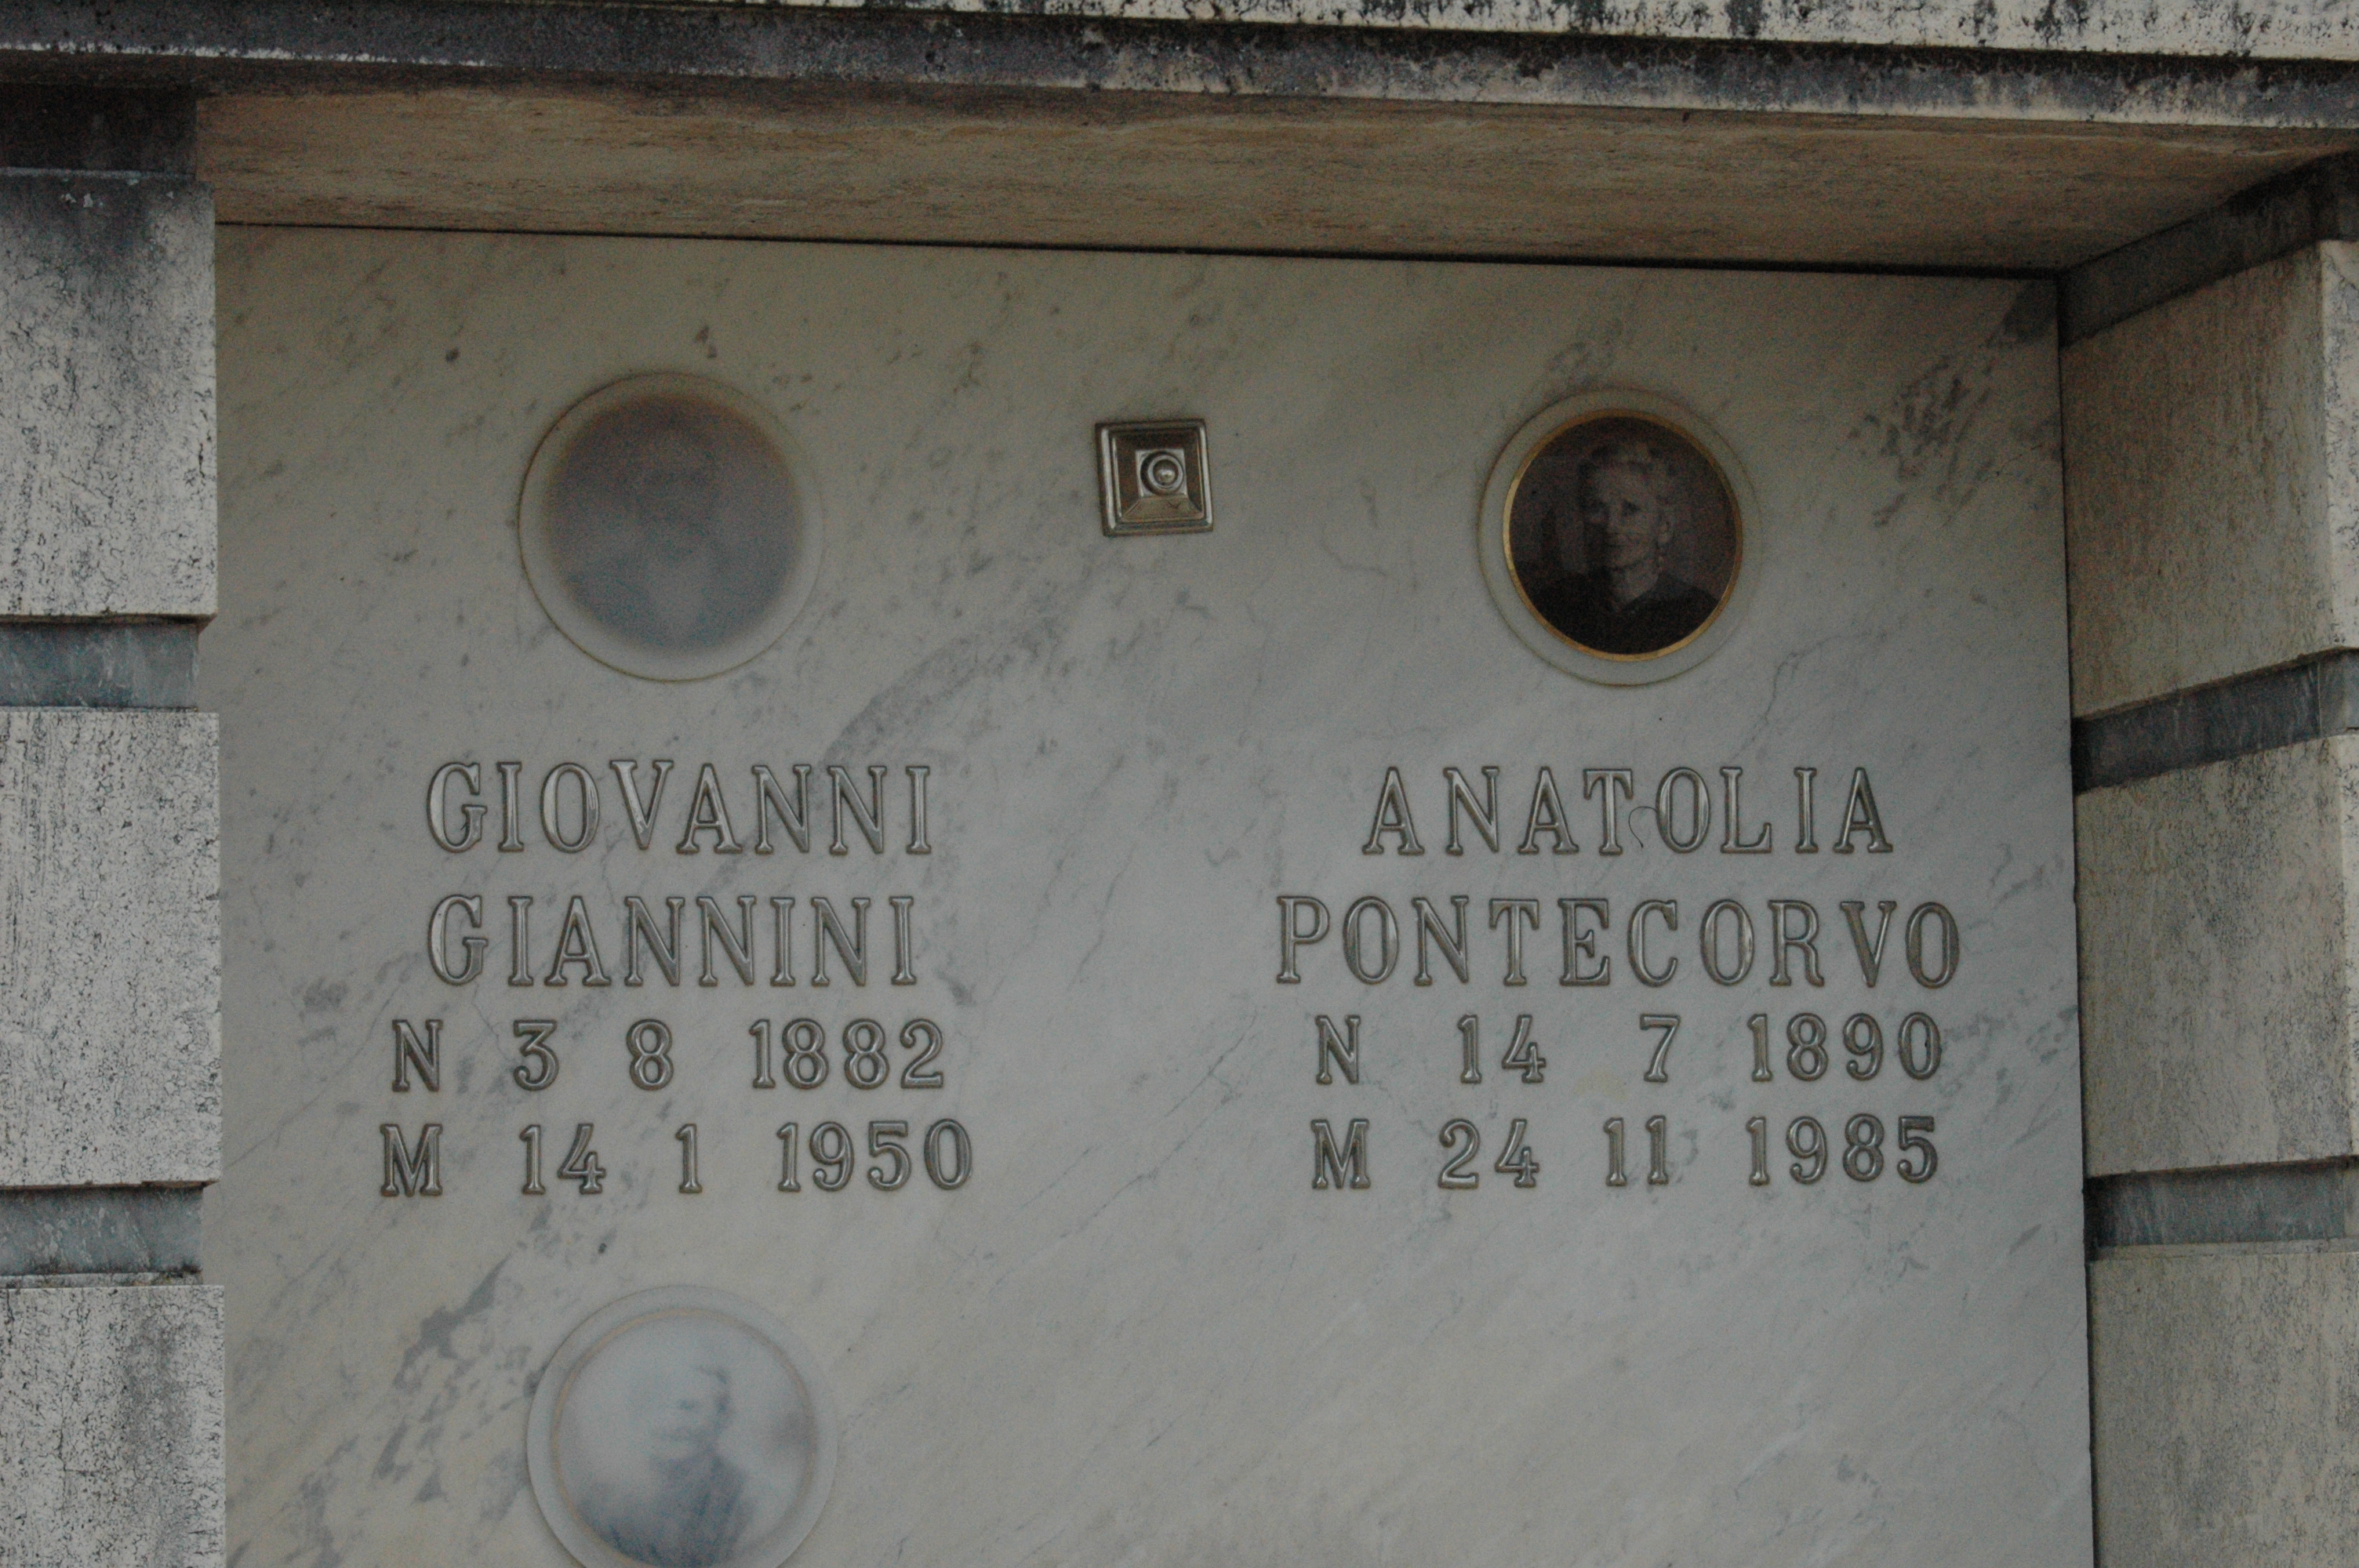 GIOVANNI
GIANNINI
N 3 8 1882
M 14 1 1950
ANATOLIA
PONTECORVO
N 14 7 1890
M 24 11 1985